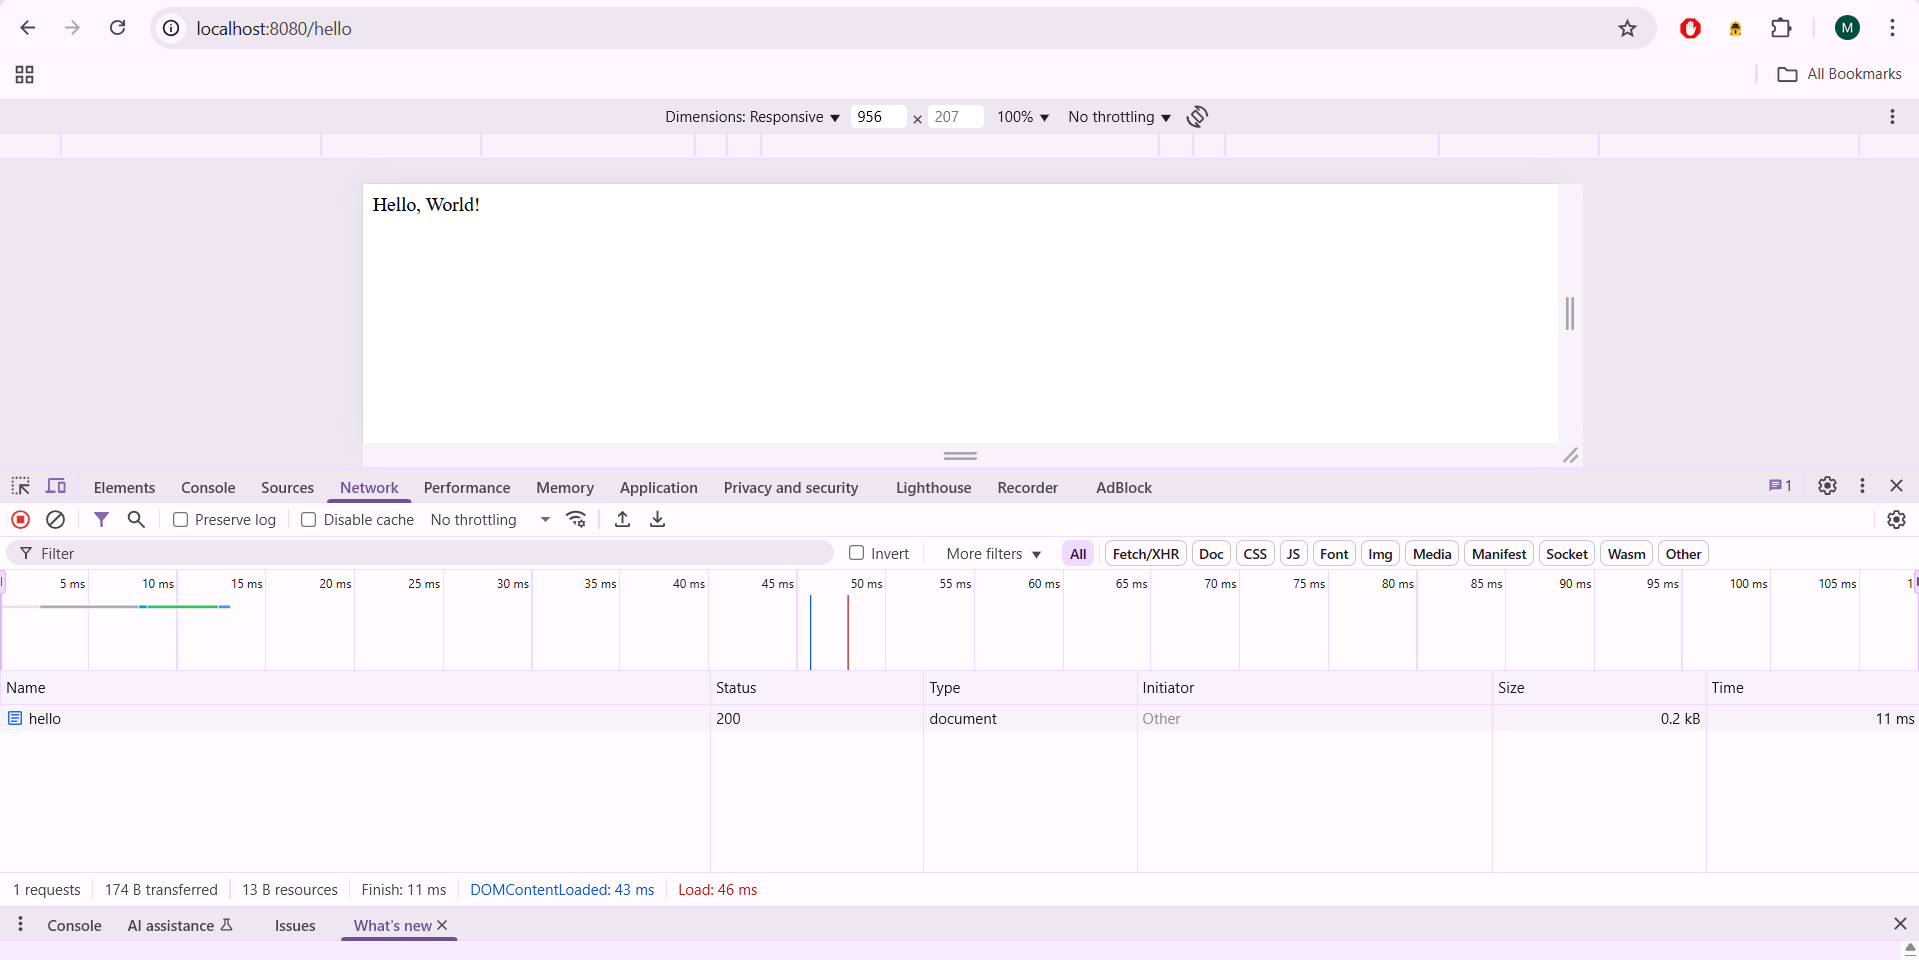 localhost:8080/hello
M
All Bookmarks
Dimensions: Responsive 956 × 207 100% No throttling
Hello, World!
Elements Console Sources Network Performance Memory Application Privacy and security Lighthouse Recorder AdBlock 1
Preserve log Disable cache No throttling
Filter Invert More filters All Fetch/XHR Doc CSS JS Font Img Media Manifest Socket Wasm Other
5 ms 10 ms 15 ms 20 ms 25 ms 30 ms 35 ms 40 ms 45 ms 50 ms 55 ms 60 ms 65 ms 70 ms 75 ms 80 ms 85 ms 90 ms 95 ms 100 ms 105 ms 1
Name Status Type Initiator Size Time
hello 200 document Other 0.2 kB 11 ms
1 requests 174 B transferred 13 B resources Finish: 11 ms DOMContentLoaded: 43 ms Load: 46 ms
Console AI assistance Issues What's new